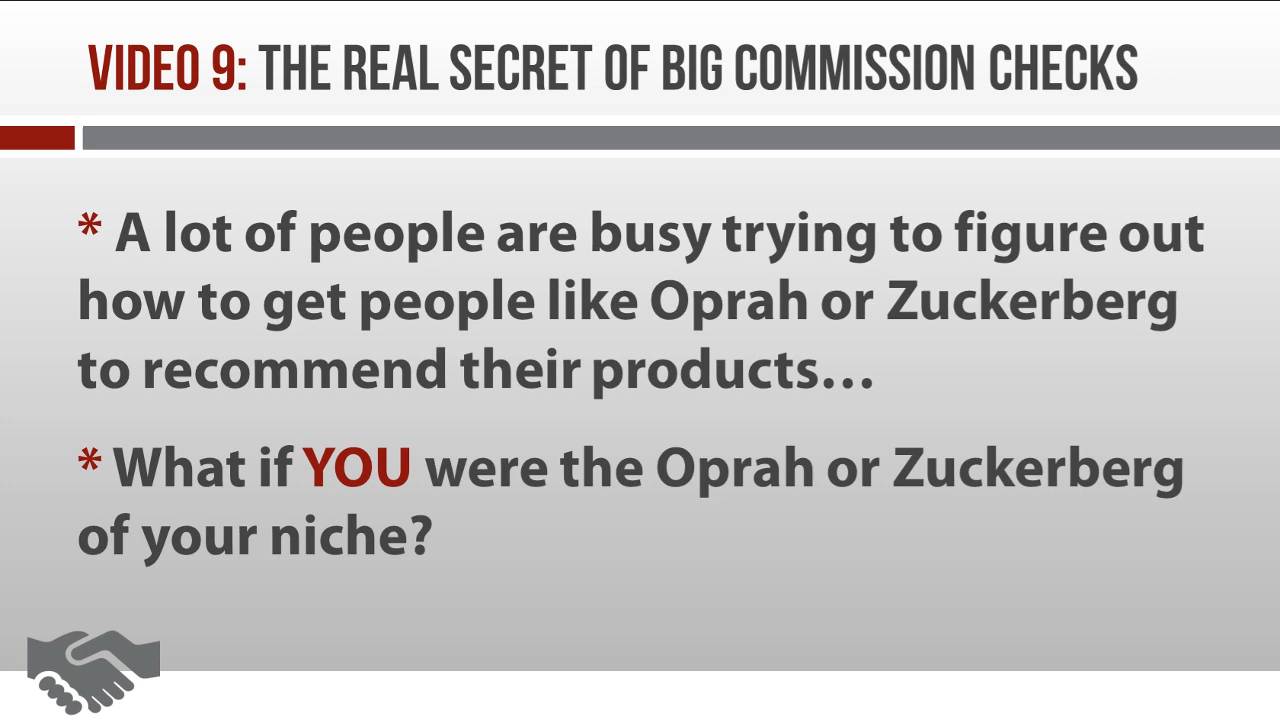 VIDEO 9: THE REAL SECRET OF BIG COMMISSION CHECKS
* A lot of people are busy trying to figure out
how to get people like Oprah or Zuckerberg
to recommend their products…
* What if YOU were the Oprah or Zuckerberg
of your niche?